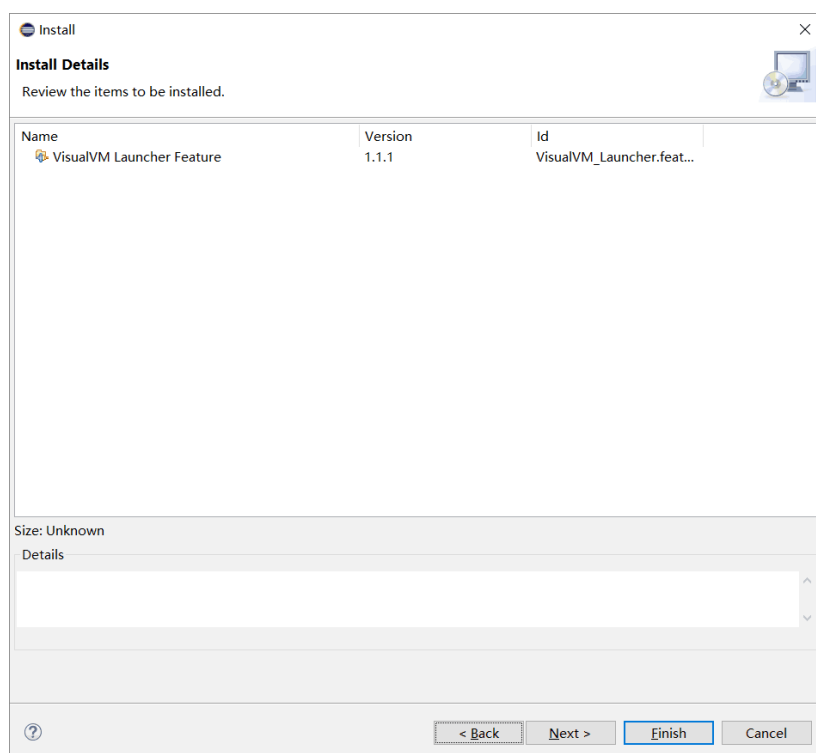 Install
Install Details
Review the items to be installed.
Name Version Id
VisualVM Launcher Feature 1.1.1 VisualVM_Launcher.feat...
Size: Unknown
Details
< Back Next > Finish Cancel